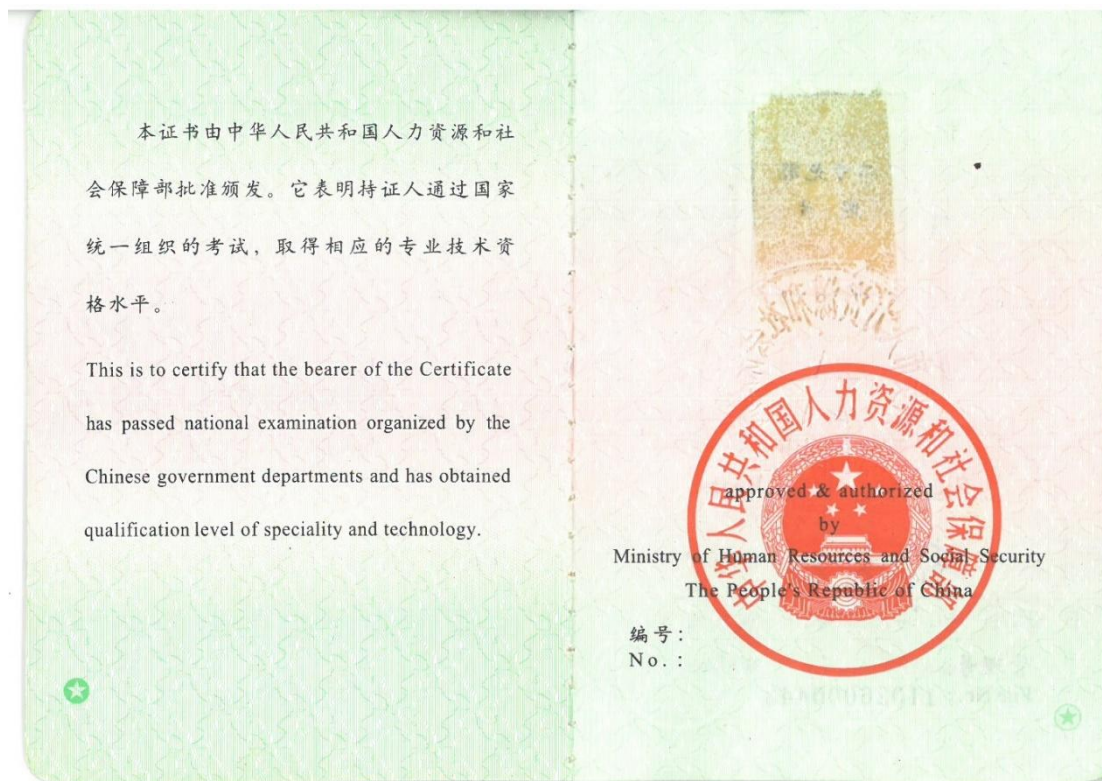 本证书由中华人民共和国人力资源和社
会保障部批准颁发。它表明持证人通过国家
统一组织的考试，取得相应的专业技术资
格水平。
This is to certify that the bearer of the Certificate
has passed national examination organized by the
Chinese government departments and has obtained
qualification level of speciality and technology.
中华人民共和国人力资源和社会保障部
approved & authorized
by
Ministry of Human Resources and Social Security
The People's Republic of China
编号：
No.：